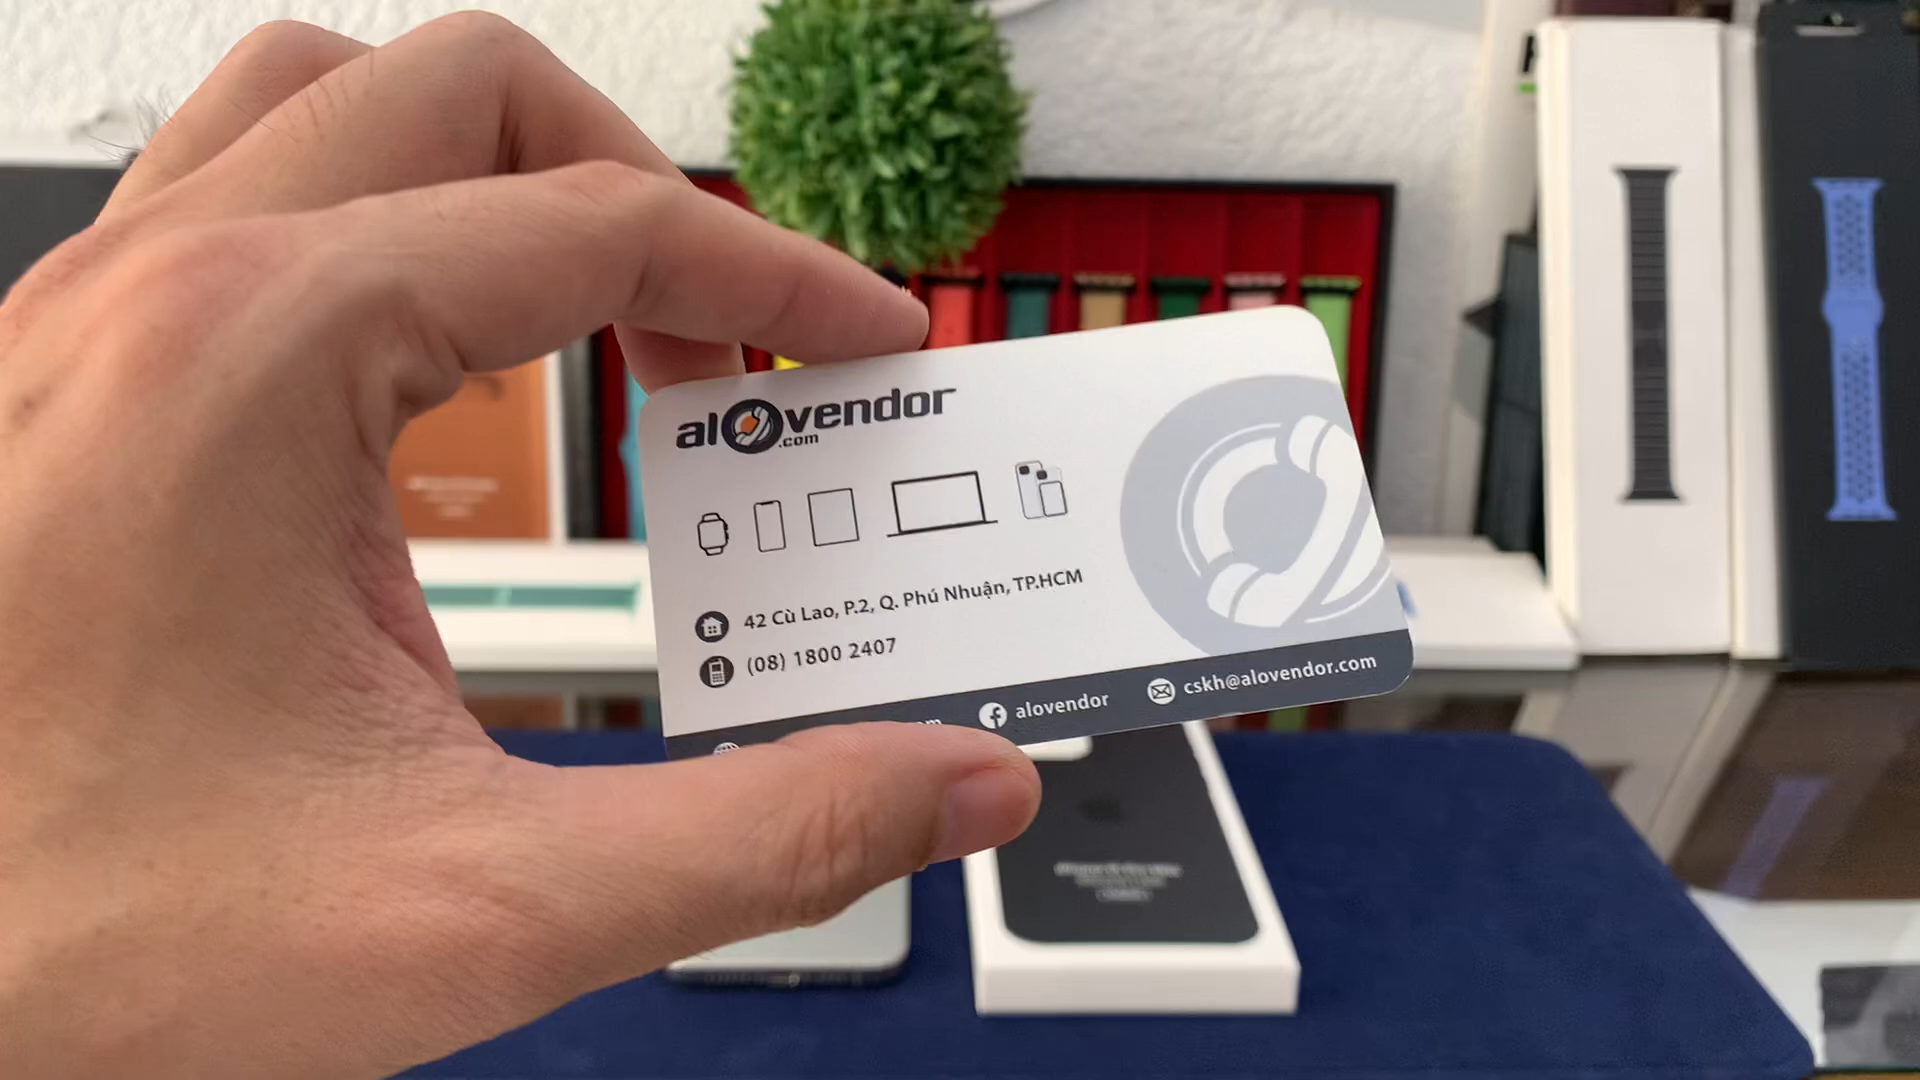 alovendor
.com
42 Cù Lao, P.2, Q. Phú Nhuận, TP.HCM
(08) 1800 2407
alovendor
cskh@alovendor.com